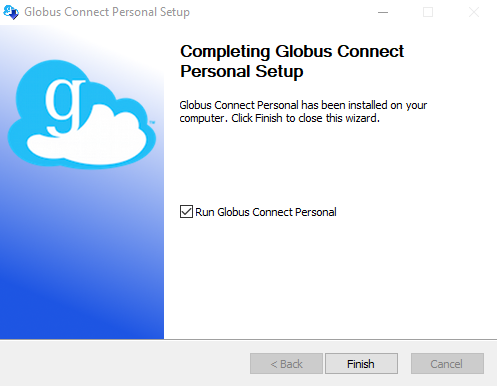 Globus Connect Personal Setup
g
TM
Completing Globus Connect
Personal Setup
Globus Connect Personal has been installed on your
computer. Click Finish to close this wizard.
Run Globus Connect Personal
< Back
Finish
Cancel